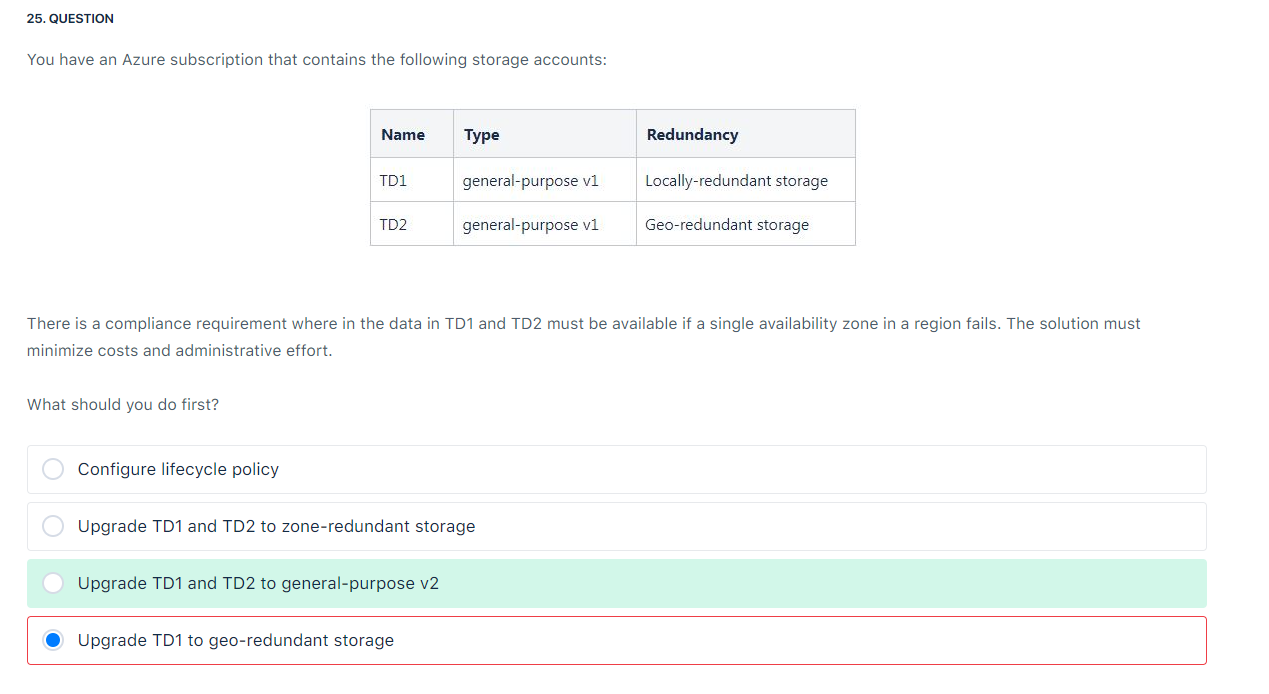 25. QUESTION
You have an Azure subscription that contains the following storage accounts:
Name Type Redundancy
TD1 general-purpose v1 Locally-redundant storage
TD2 general-purpose v1 Geo-redundant storage
There is a compliance requirement where in the data in TD1 and TD2 must be available if a single availability zone in a region fails. The solution must
minimize costs and administrative effort.
What should you do first?
Configure lifecycle policy
Upgrade TD1 and TD2 to zone-redundant storage
Upgrade TD1 and TD2 to general-purpose v2
Upgrade TD1 to geo-redundant storage